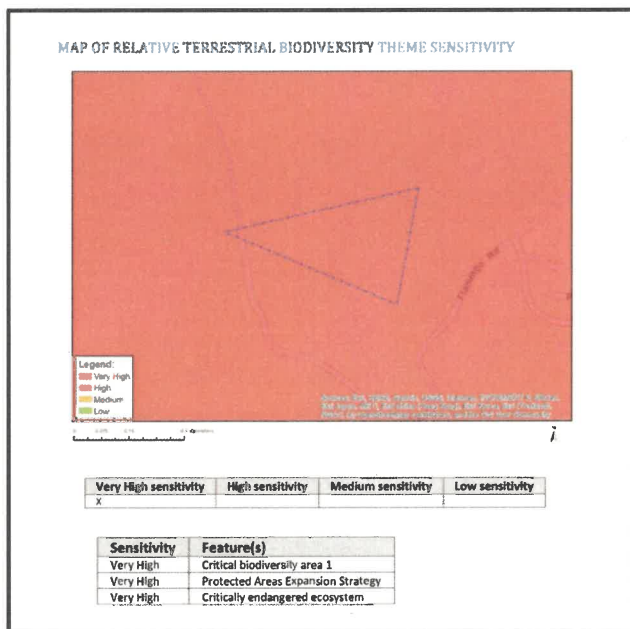 MAP OF RELATIVE TERRESTRIAL BIODIVERSITY THEME SENSITIVITY
Legend:
Very High
High
Medium
Low
Very High sensitivity High sensitivity Medium sensitivity Low sensitivity
X
Sensitivity Feature(s)
Very High Critical biodiversity area 1
Very High Protected Areas Expansion Strategy
Very High Critically endangered ecosystem